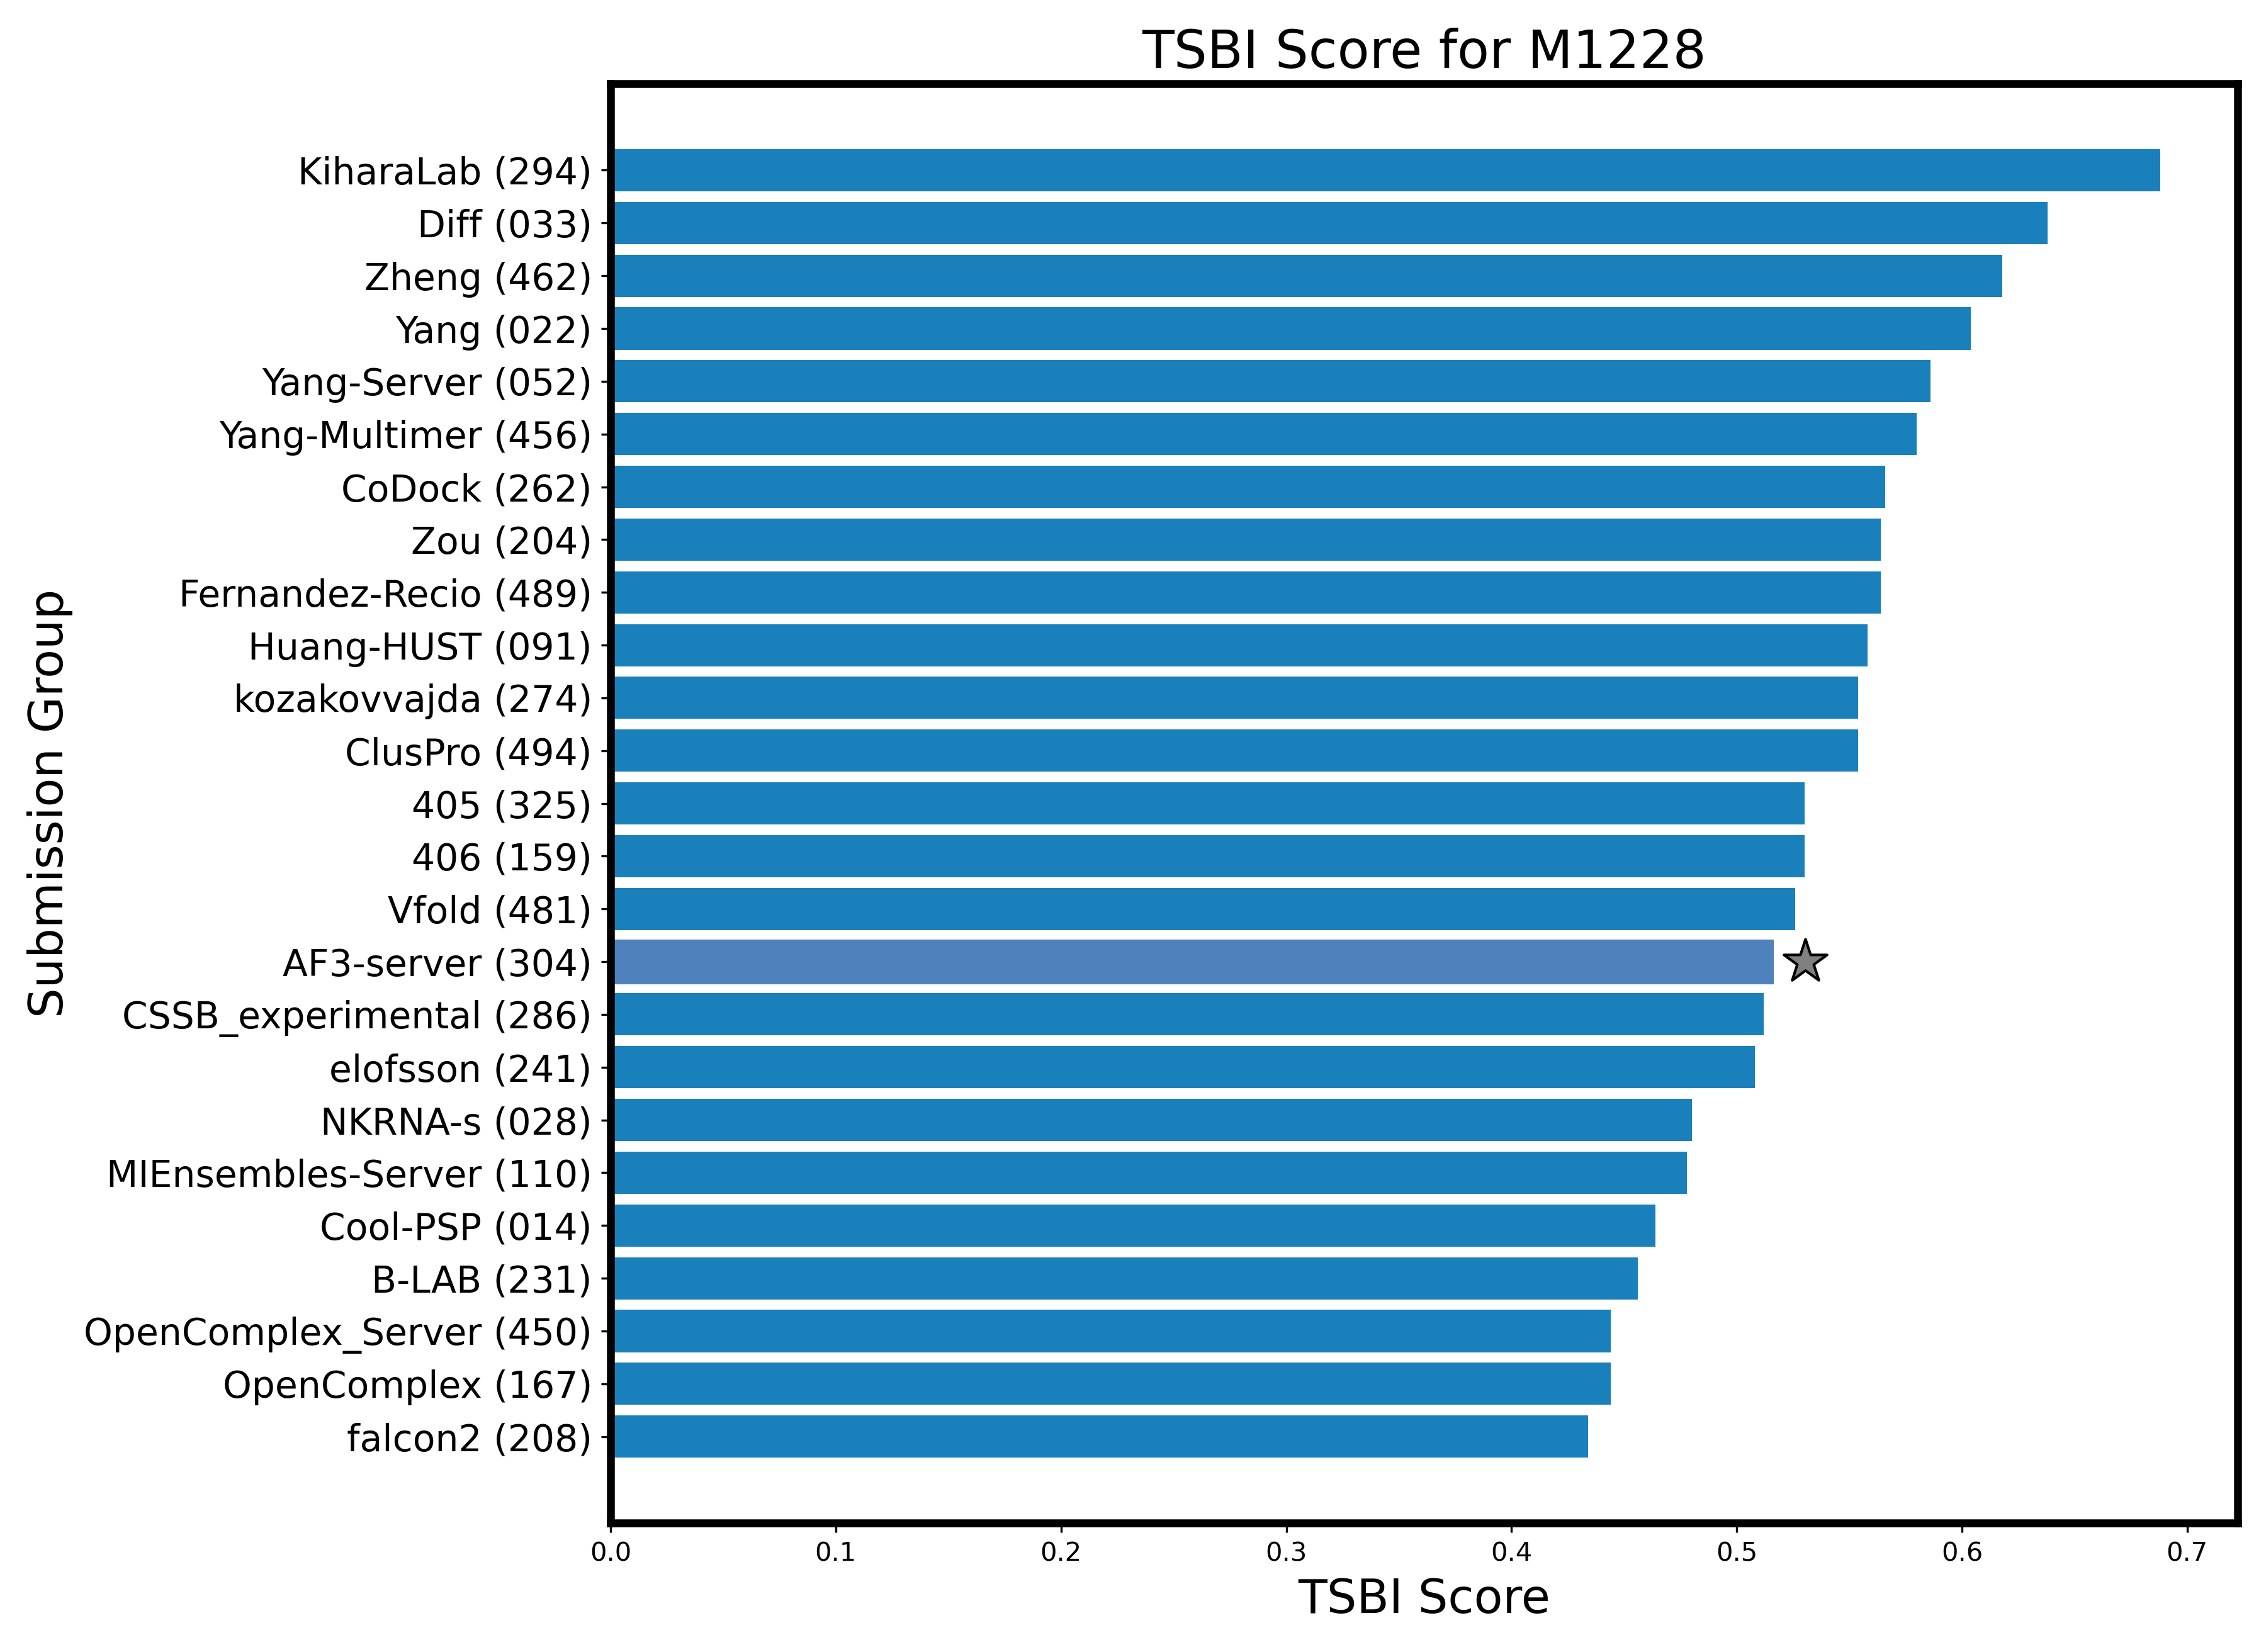 TSBI Score for M1228
Submission Group
KiharaLab (294)
Diff (033)
Zheng (462)
Yang (022)
Yang-Server (052)
Yang-Multimer (456)
CoDock (262)
Zou (204)
Fernandez-Recio (489)
Huang-HUST (091)
kozakovvajda (274)
ClusPro (494)
405 (325)
406 (159)
Vfold (481)
AF3-server (304)
CSSB_experimental (286)
elofsson (241)
NKRNA-s (028)
MIEnsembles-Server (110)
Cool-PSP (014)
B-LAB (231)
OpenComplex_Server (450)
OpenComplex (167)
falcon2 (208)
0.0 0.1 0.2 0.3 0.4 0.5 0.6 0.7
TSBI Score